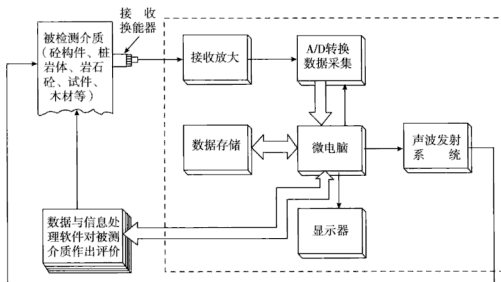 接 收
换能器
被检测介质
(砼构件、桩
岩体、岩石
砼、试件、
木材等)
接收放大
A/D转换
数据采集
数据存储
微电脑
声波发射
系 统
显示器
数据与信息处
理软件对被测
介质作出评价